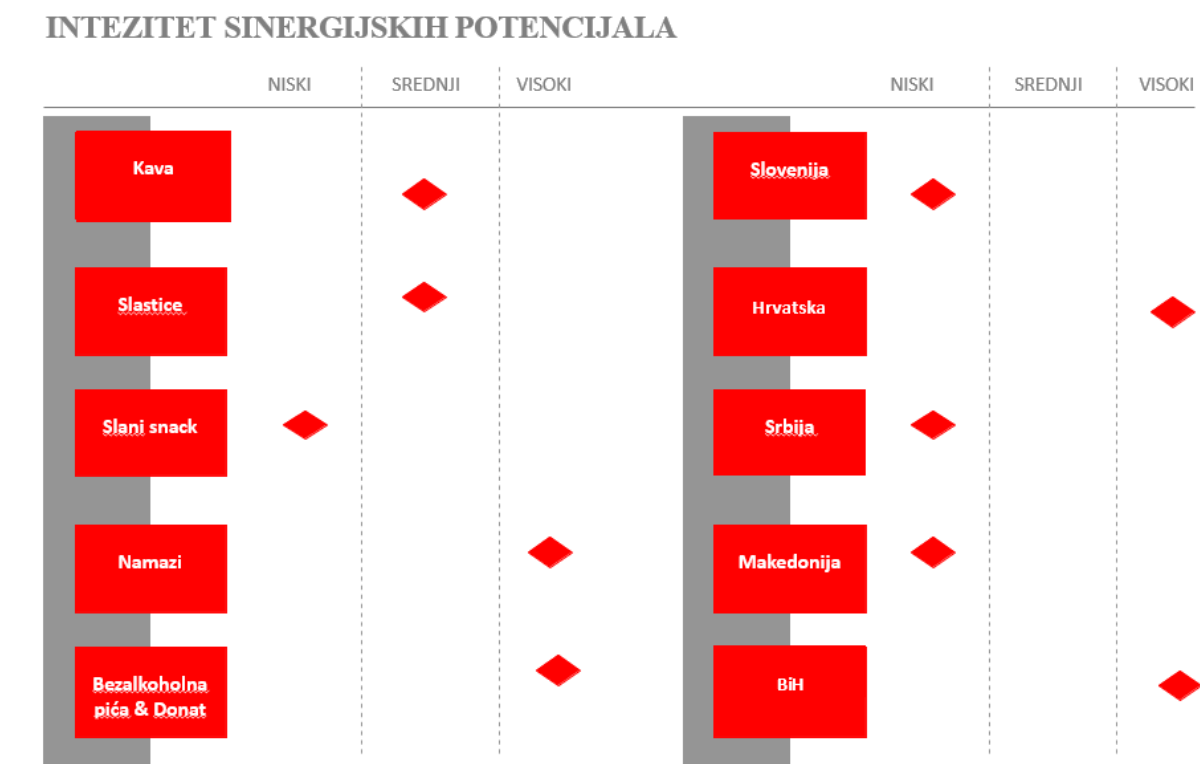 INTEZITET SINERGIJSKIH POTENCIJALA
NISKI SREDNJI VISOKI NISKI SREDNJI VISOKI
Kava
Slovenija
Slastice
Hrvatska
Slani snack
Srbija
Namazi
Makedonija
Bezalkoholna
pića & Donat
BiH